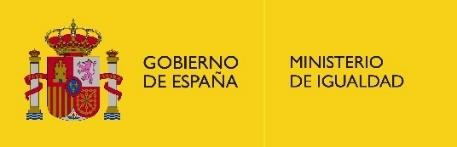 GOBIERNO
DE ESPAÑA
MINISTERIO
DE IGUALDAD